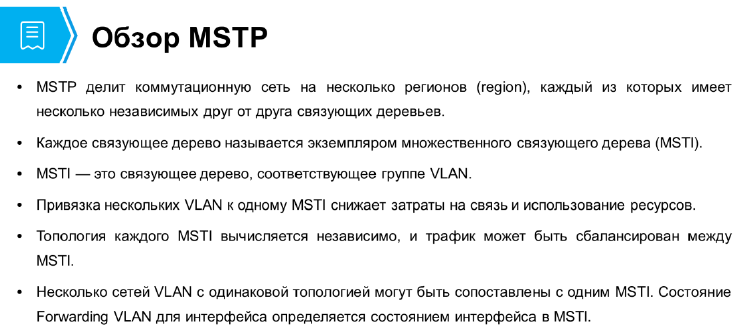 Обзор MSTP
• MSTP делит коммутационную сеть на несколько регионов (region), каждый из которых имеет
несколько независимых друг от друга связующих деревьев.
• Каждое связующее дерево называется экземпляром множественного связующего дерева (MSTI).
• MSTI — это связующее дерево, соответствующее группе VLAN.
• Привязка нескольких VLAN к одному MSTI снижает затраты на связь и использование ресурсов.
• Топология каждого MSTI вычисляется независимо, и трафик может быть сбалансирован между
MSTI.
• Несколько сетей VLAN с одинаковой топологией могут быть сопоставлены с одним MSTI. Состояние
Forwarding VLAN для интерфейса определяется состоянием интерфейса в MSTI.